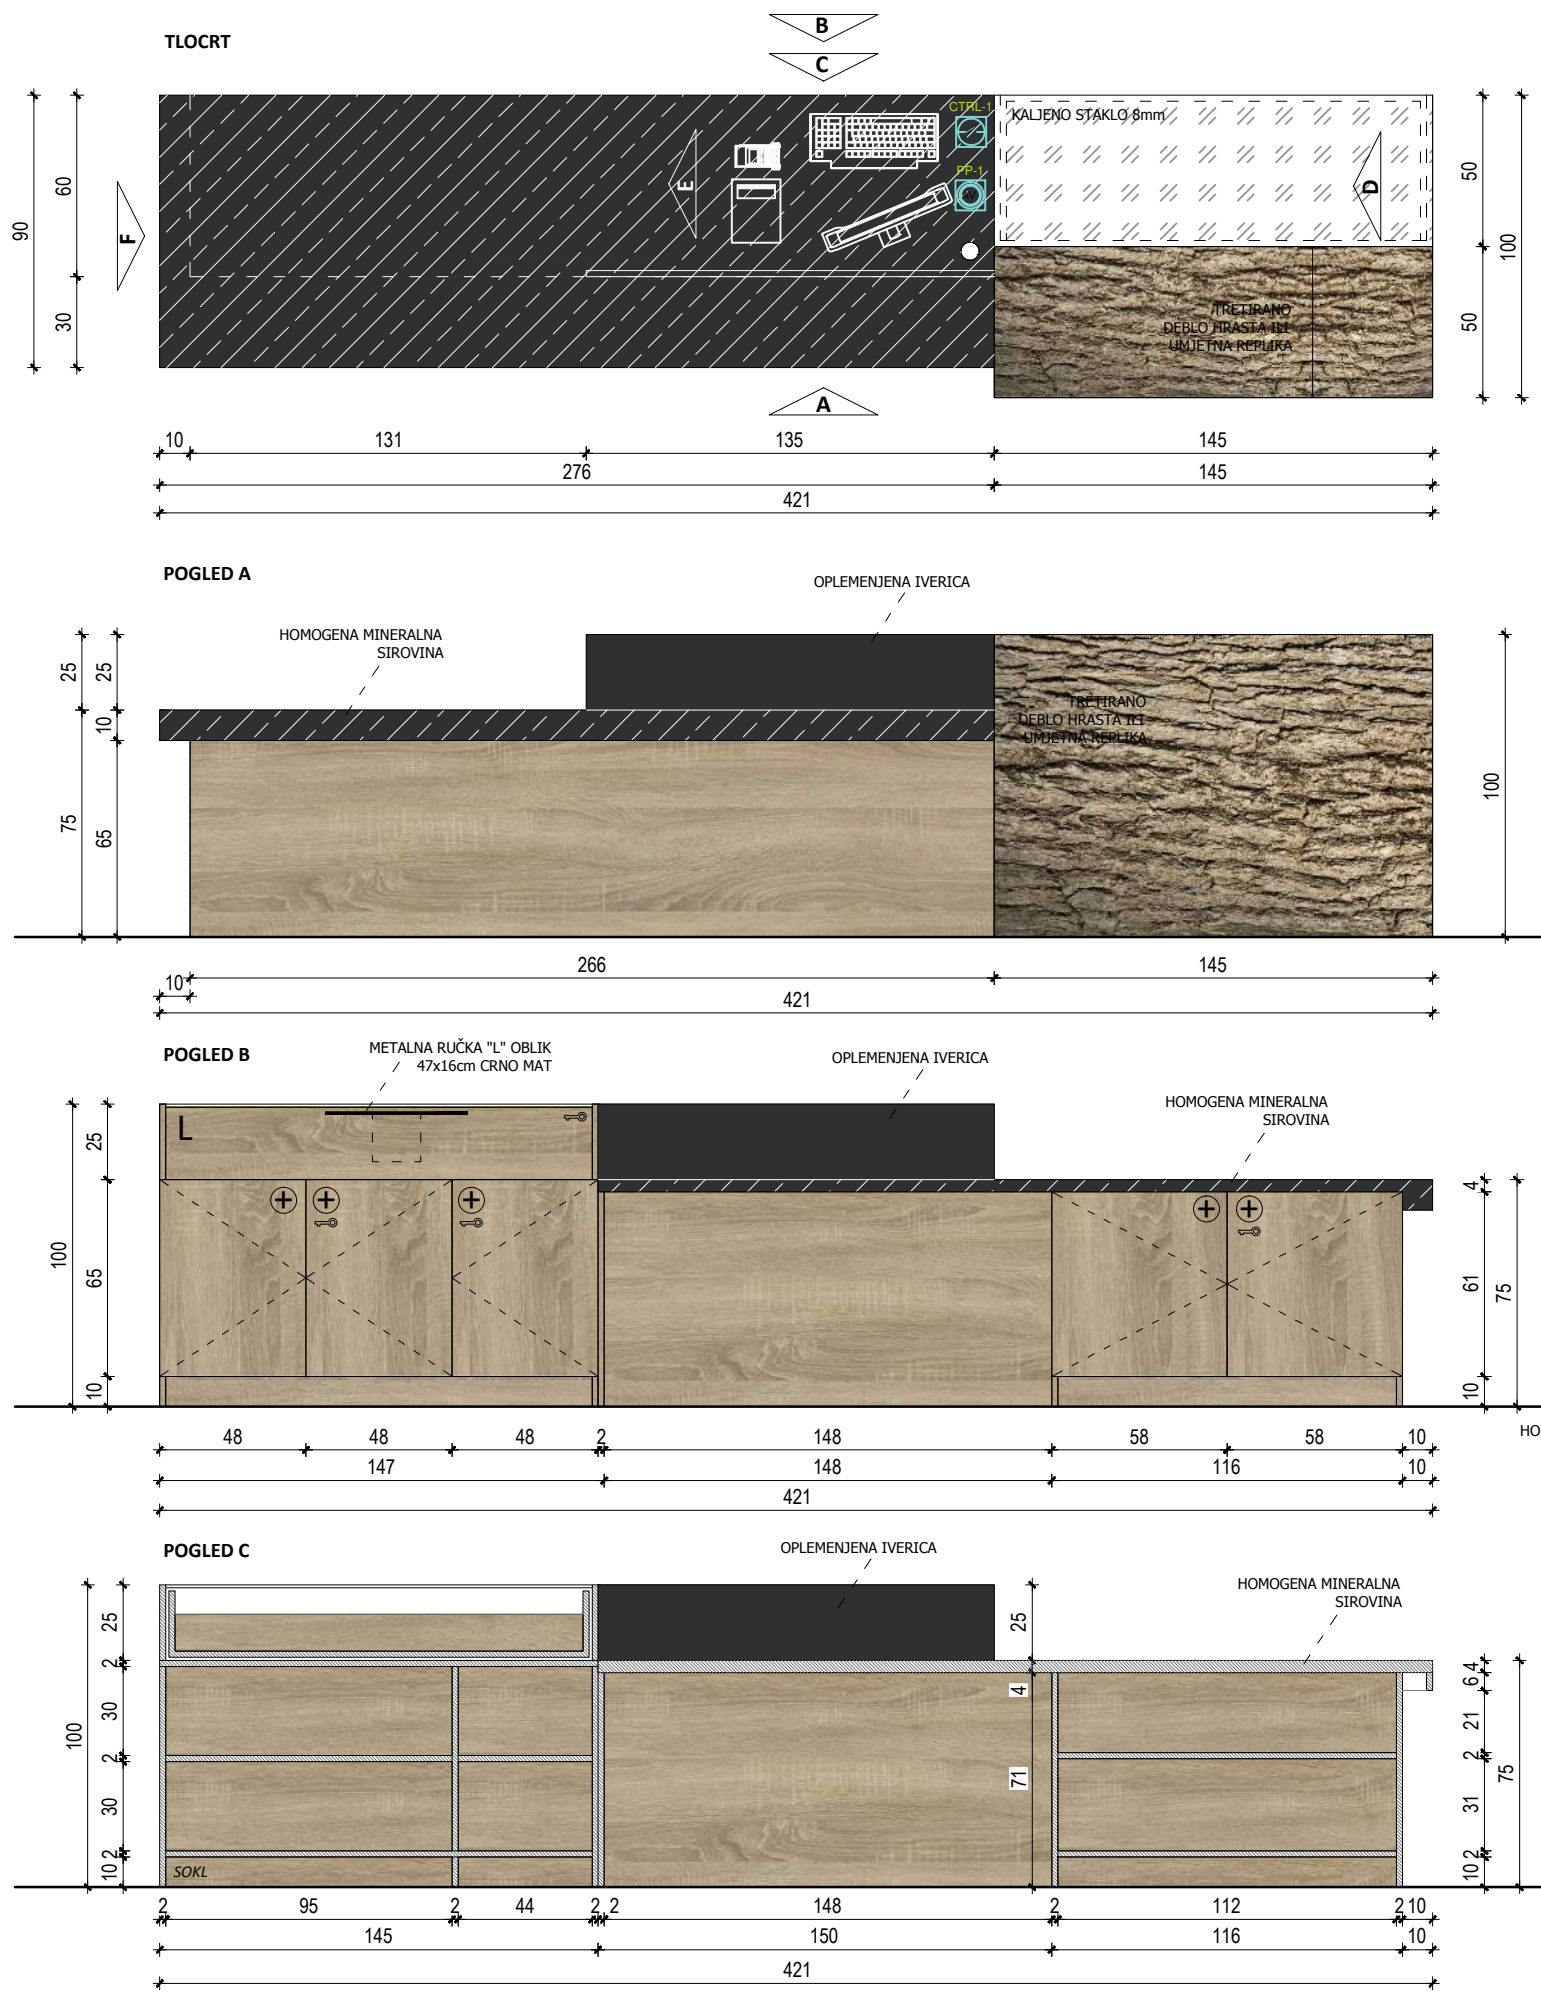 TLOCRT
B
C
CTRL-1
KALJENO STAKLO 8mm
PP-1
E
D
F
60
90
30
50
100
50
TRETIRANO
DEBLO HRASTA ILI
UMJETNA REPLIKA
A
10 131 135 145
276 145
421
POGLED A
OPLEMENJENA IVERICA
HOMOGENA MINERALNA
SIROVINA
25 25
10
75 65
TRETIRANO
DEBLO HRASTA ILI
UMJETNA REPLIKA
100
266 145
10
421
POGLED B
METALNA RUČKA "L" OBLIK
47x16cm CRNO MAT
OPLEMENJENA IVERICA
HOMOGENA MINERALNA
SIROVINA
L
25
100
65
10
4
61
75
10
48 48 48 2 148 58 58 10
HO
147 148 116 10
421
POGLED C
OPLEMENJENA IVERICA
HOMOGENA MINERALNA
SIROVINA
25
2
30
100
2
30
2
10
SOKL
25
4
71
4
6
21
2
31
2
10
75
2 95 2 44 2 2 148 2 112 2 10
145 150 116 10
421